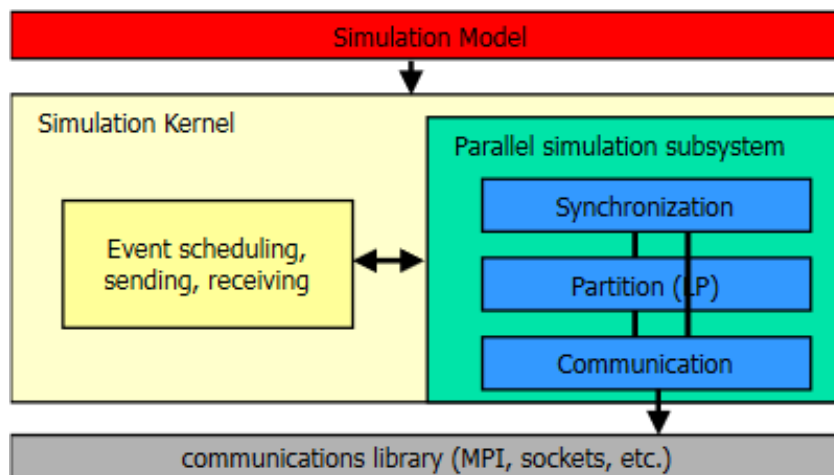 Simulation Model
Simulation Kernel
Parallel simulation subsystem
Event scheduling,
sending, receiving
Synchronization
Partition (LP)
Communication
communications library (MPI, sockets, etc.)